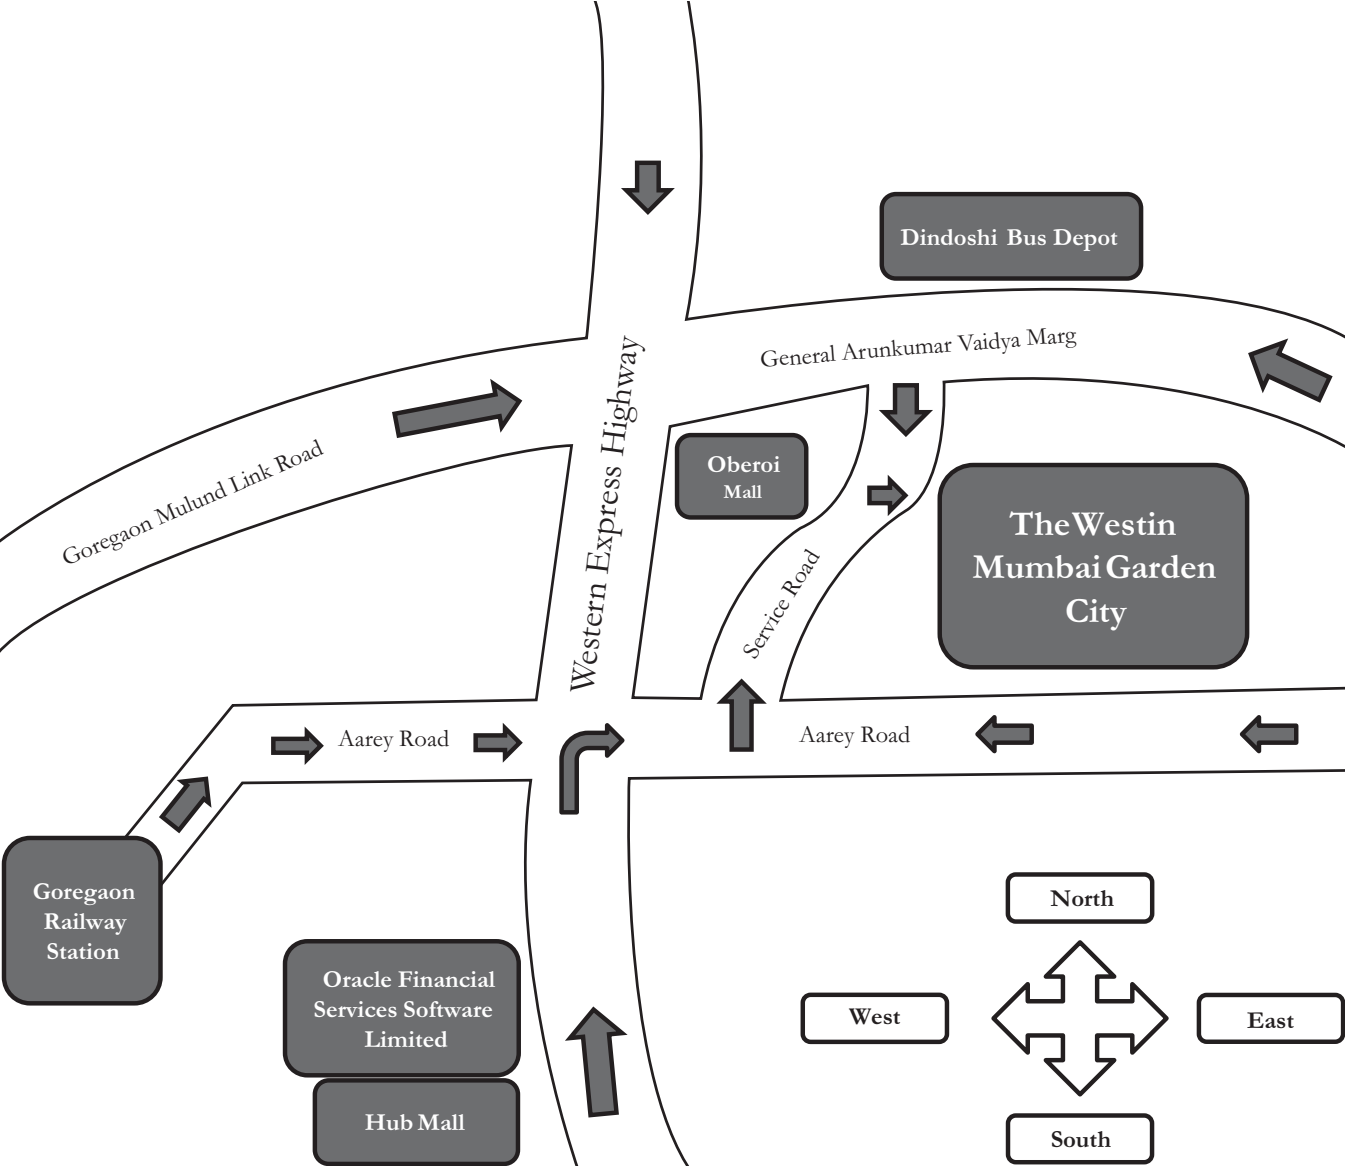 Dindoshi Bus Depot
General Arunkumar Vaidya Marg
Western Express Highway
Goregaon Mulund Link Road
Oberoi
Mall
The Westin
Mumbai Garden
City
Service Road
Aarey Road
Aarey Road
Goregaon
Railway
Station
Oracle Financial
Services Software
Limited
Hub Mall
North
West
East
South